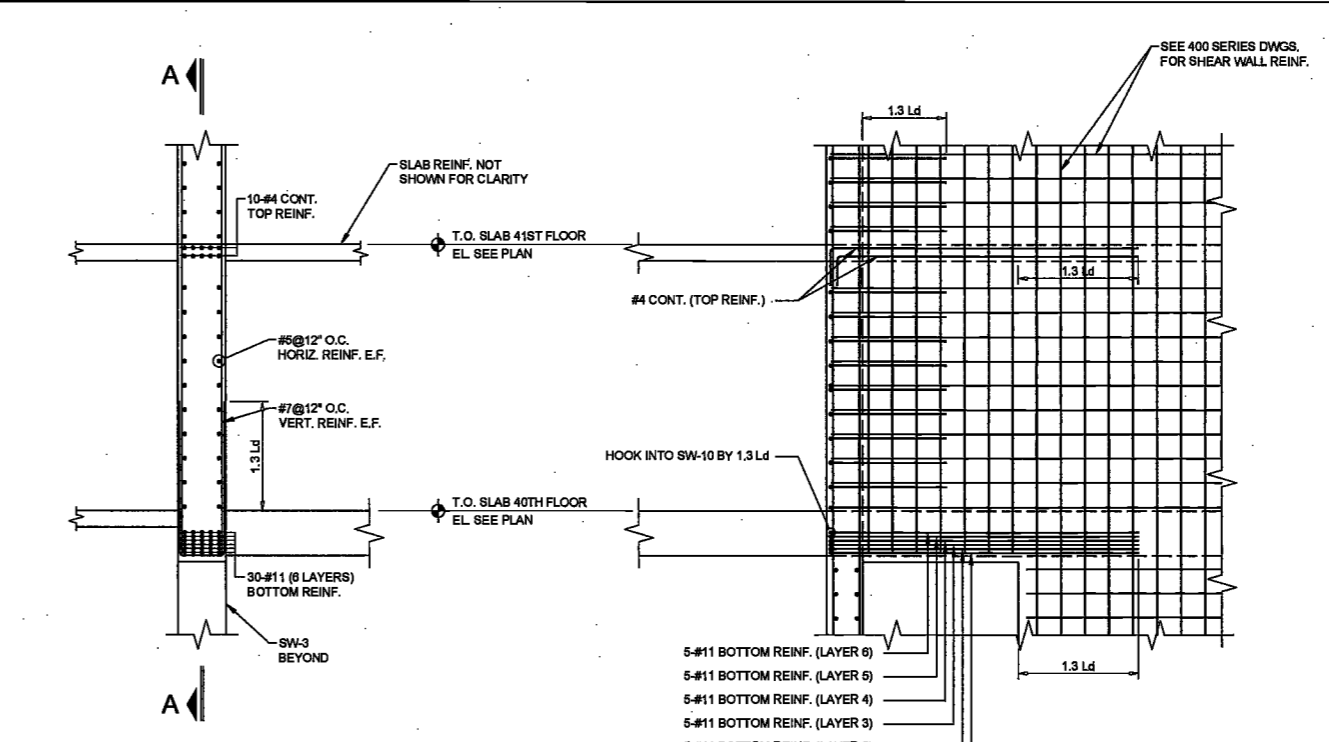 A
SLAB REINF. NOT
SHOWN FOR CLARITY
10-#4 CONT.
TOP REINF.
#5@12" O.C.
HORIZ. REINF. E.F.
#7@12" O.C.
VERT. REINF. E.F.
1.3 Ld
30-#11 (6 LAYERS)
BOTTOM REINF.
SW-3
BEYOND
A
T.O. SLAB 41ST FLOOR
EL. SEE PLAN
T.O. SLAB 40TH FLOOR
EL. SEE PLAN
SEE 400 SERIES DWGS.
FOR SHEAR WALL REINF.
1.3 Ld
1.3 Ld
#4 CONT. (TOP REINF.)
HOOK INTO SW-10 BY 1.3 Ld
1.3 Ld
5-#11 BOTTOM REINF. (LAYER 6)
5-#11 BOTTOM REINF. (LAYER 5)
5-#11 BOTTOM REINF. (LAYER 4)
5-#11 BOTTOM REINF. (LAYER 3)